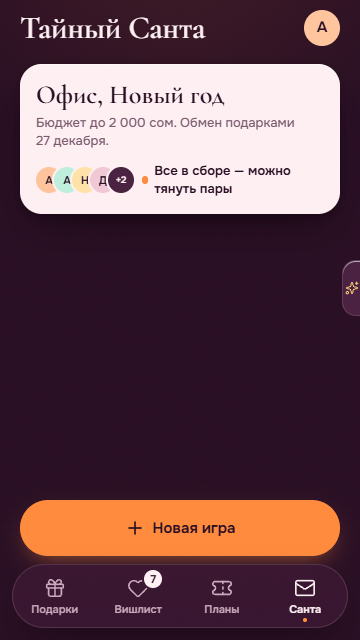 Тайный Санта
А
Офис, Новый год
Бюджет до 2 000 сом. Обмен подарками
27 декабря.
А А Н Д +2
Все в сборе — можно
тянуть пары
Новая игра
7
Подарки Вишлист Планы Санта